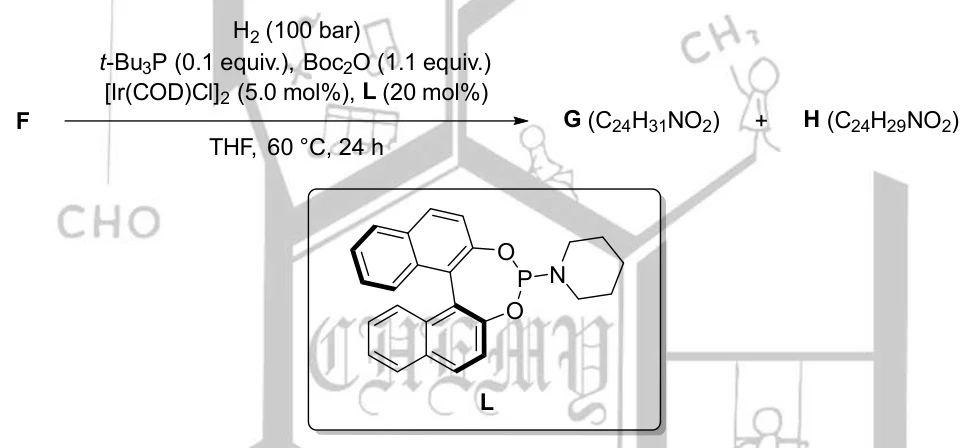 H₂ (100 bar)
t-Bu₃P (0.1 equiv.), Boc₂O (1.1 equiv.)
[Ir(COD)Cl]₂ (5.0 mol%), L (20 mol%)
F
G (C₂₄H₃₁NO₂) + H (C₂₄H₂₉NO₂)
THF, 60 °C, 24 h
CH₃
CHO
O
P
N
O
CHEMY
L